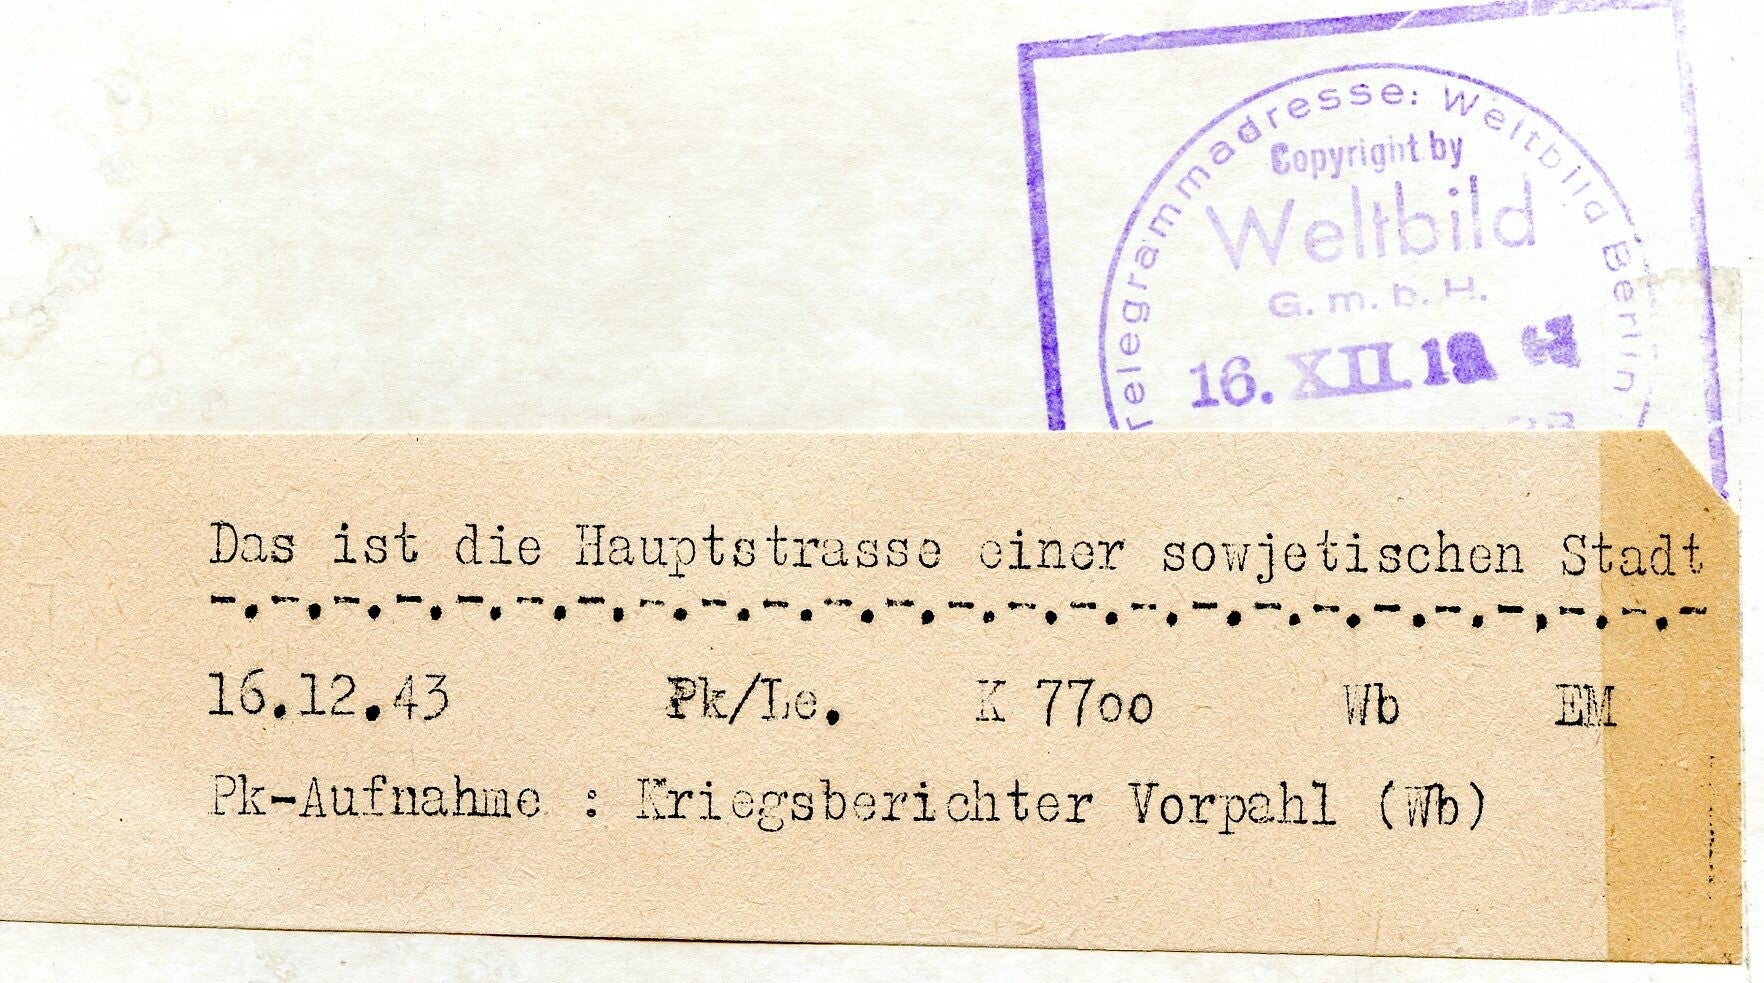 Telegrammadresse: Weltbild Berlin
Copyright by
Weltbild
G.m.b.H.
16. XII. 19
Das ist die Hauptstrasse einer sowjetischen Stadt
-.-.-.-.-.-.-.-.-.-.-.-.-.-.-.-.-.-.-.-.-.-.-.-.-
16.12.43 Pk/Le. K 77oo Wb EM
Pk-Aufnahme : Kriegsberichter Vorpahl (Wb)